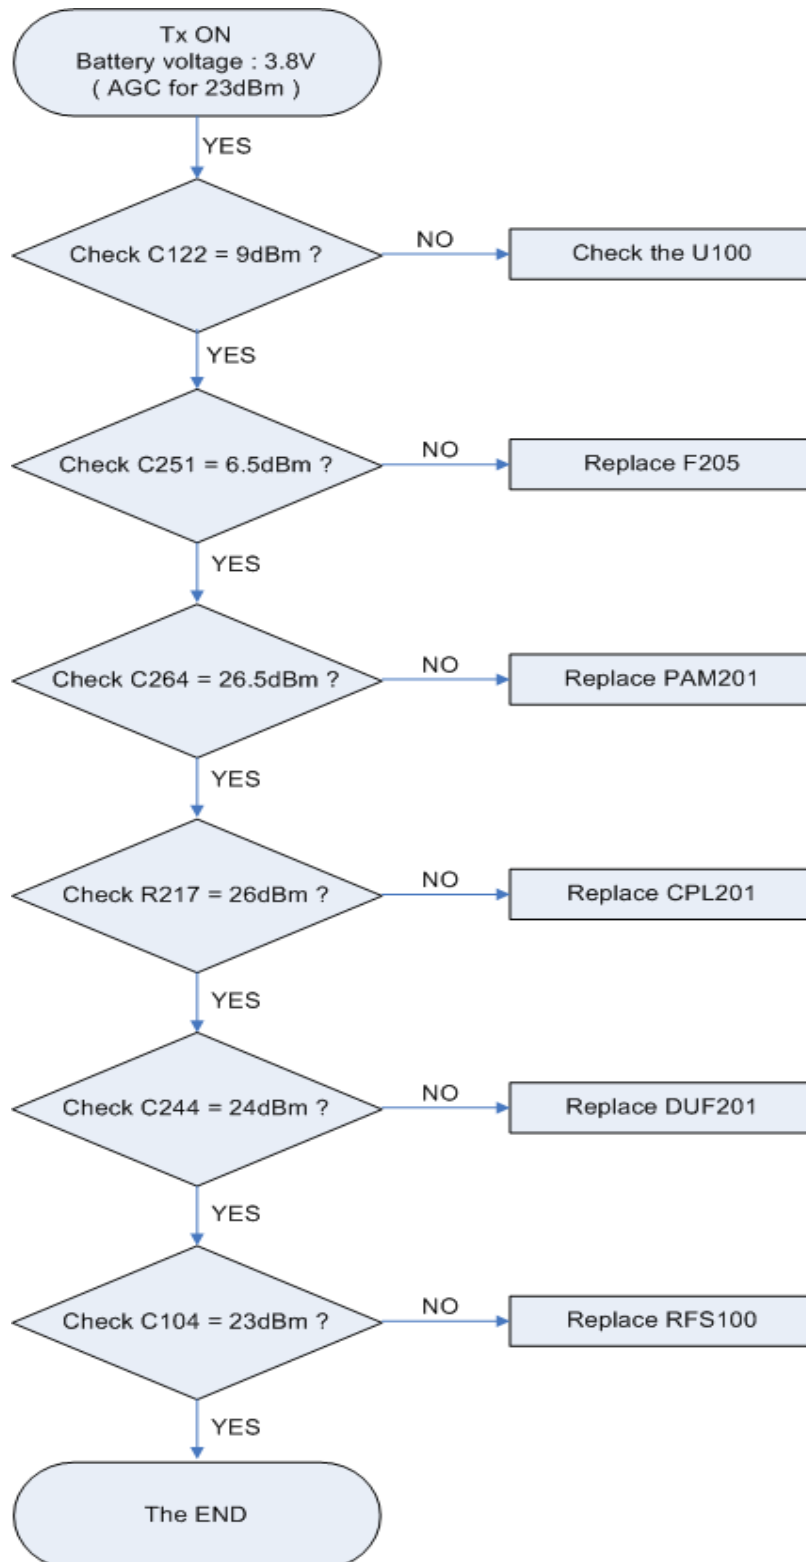 Tx ON
Battery voltage : 3.8V
( AGC for 23dBm )
YES
Check C122 = 9dBm ?
NO
Check the U100
YES
Check C251 = 6.5dBm ?
NO
Replace F205
YES
Check C264 = 26.5dBm ?
NO
Replace PAM201
YES
Check R217 = 26dBm ?
NO
Replace CPL201
YES
Check C244 = 24dBm ?
NO
Replace DUF201
YES
Check C104 = 23dBm ?
NO
Replace RFS100
YES
The END